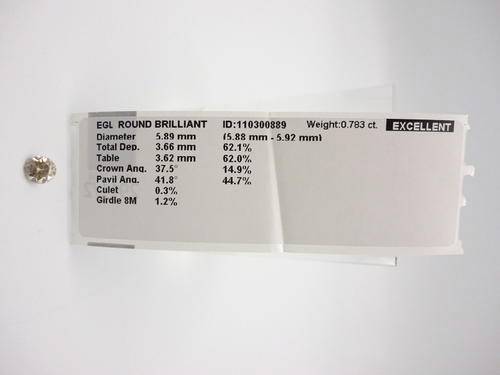 EGL ROUND BRILLIANT ID:110300889 Weight:0.783 ct. EXCELLENT
Diameter 5.89 mm (5.88 mm - 5.92 mm)
Total Dep. 3.66 mm 62.1%
Table 3.62 mm 62.0%
Crown Ang. 37.5° 14.9%
Pavil Ang. 41.8° 44.7%
Culet 0.3%
Girdle 8M 1.2%